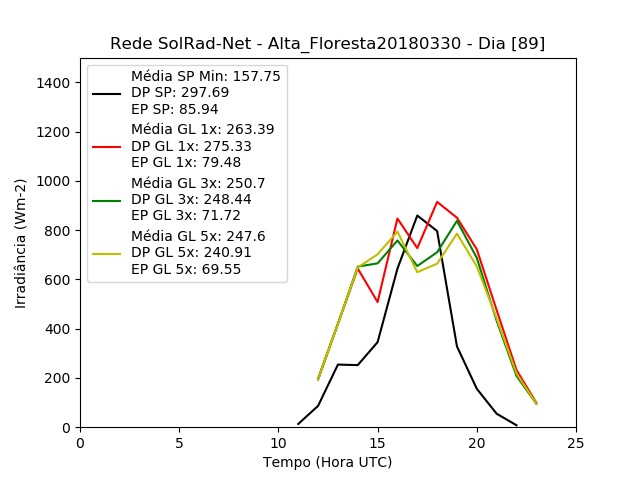 Rede SolRad-Net - Alta_Floresta20180330 - Dia [89]
Média SP Min: 157.75
DP SP: 297.69
EP SP: 85.94
Média GL 1x: 263.39
DP GL 1x: 275.33
EP GL 1x: 79.48
Média GL 3x: 250.7
DP GL 3x: 248.44
EP GL 3x: 71.72
Média GL 5x: 247.6
DP GL 5x: 240.91
EP GL 5x: 69.55
Irradiância (Wm-2)
1400
1200
1000
800
600
400
200
0
0 5 10 15 20 25
Tempo (Hora UTC)